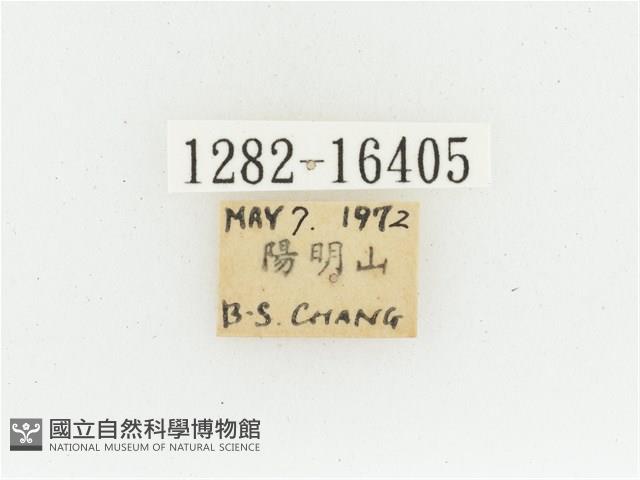 1282-16405
MAY 7. 1972
陽明山
B-S. CHANG
國立自然科學博物館
NATIONAL MUSEUM OF NATURAL SCIENCE